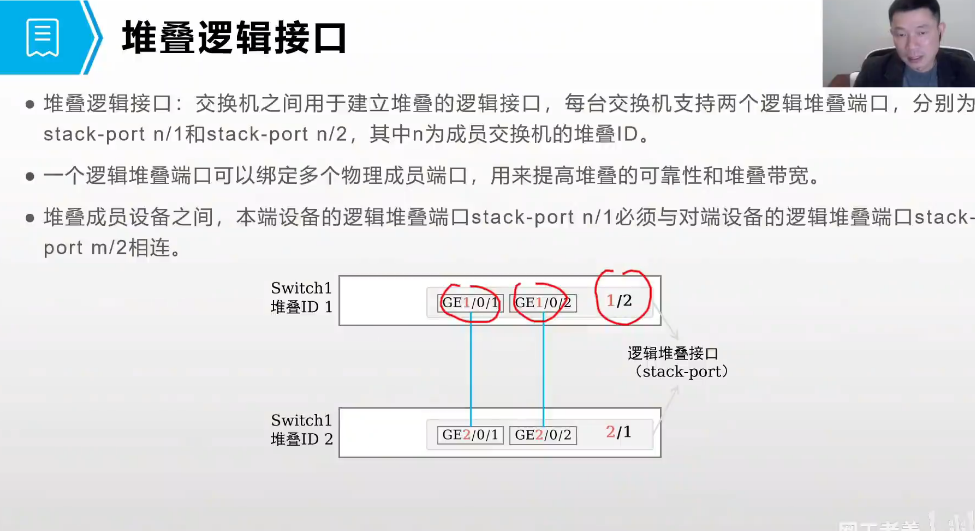 堆叠逻辑接口
● 堆叠逻辑接口：交换机之间用于建立堆叠的逻辑接口，每台交换机支持两个逻辑堆叠端口，分别为
stack-port n/1和stack-port n/2，其中n为成员交换机的堆叠ID。
● 一个逻辑堆叠端口可以绑定多个物理成员端口，用来提高堆叠的可靠性和堆叠带宽。
● 堆叠成员设备之间，本端设备的逻辑堆叠端口stack-port n/1必须与对端设备的逻辑堆叠端口stack-
port m/2相连。
Switch1
堆叠ID 1
GE1/0/1 GE1/0/2 1/2
逻辑堆叠接口
（stack-port）
Switch1
堆叠ID 2
GE2/0/1 GE2/0/2 2/1